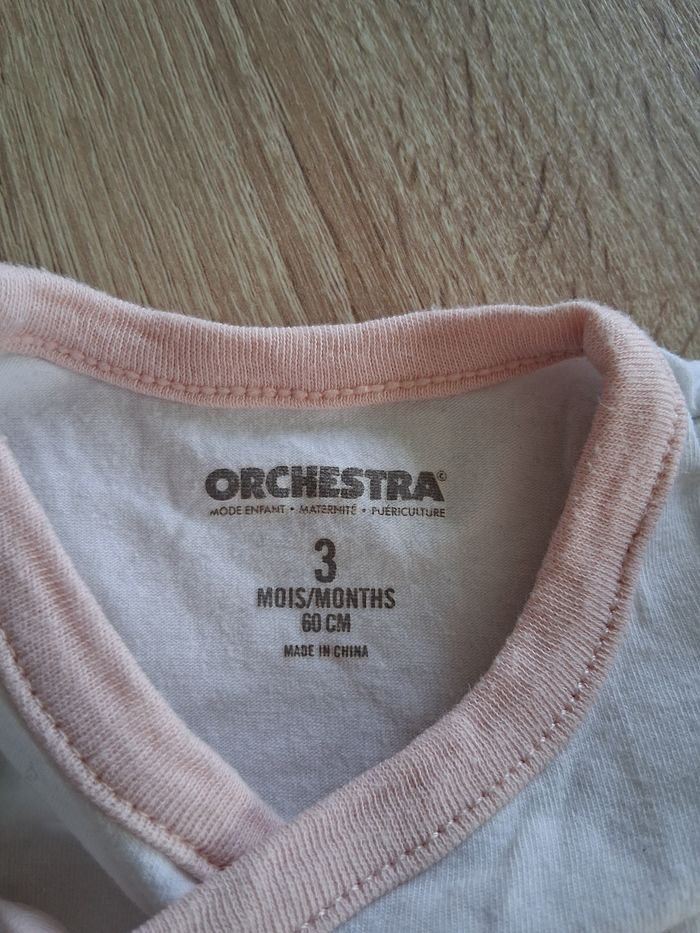 ORCHESTRA©
MODE ENFANT • MATERNITÉ • PUÉRICULTURE
3
MOIS/MONTHS
60 CM
MADE IN CHINA